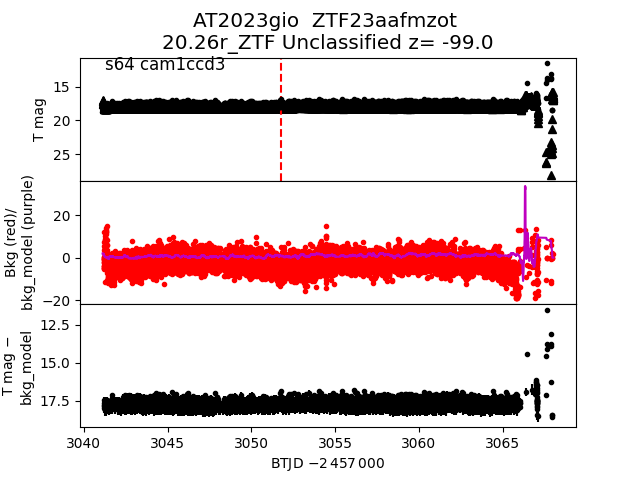 AT2023gio  ZTF23aafmzot
20.26r_ZTF Unclassified z= -99.0
s64 cam1ccd3
T mag
15
20
25
Bkg (red)/
bkg_model (purple)
20
0
−20
T mag −
bkg_model
12.5
15.0
17.5
3040
3045
3050
3055
3060
3065
BTJD −2 457 000